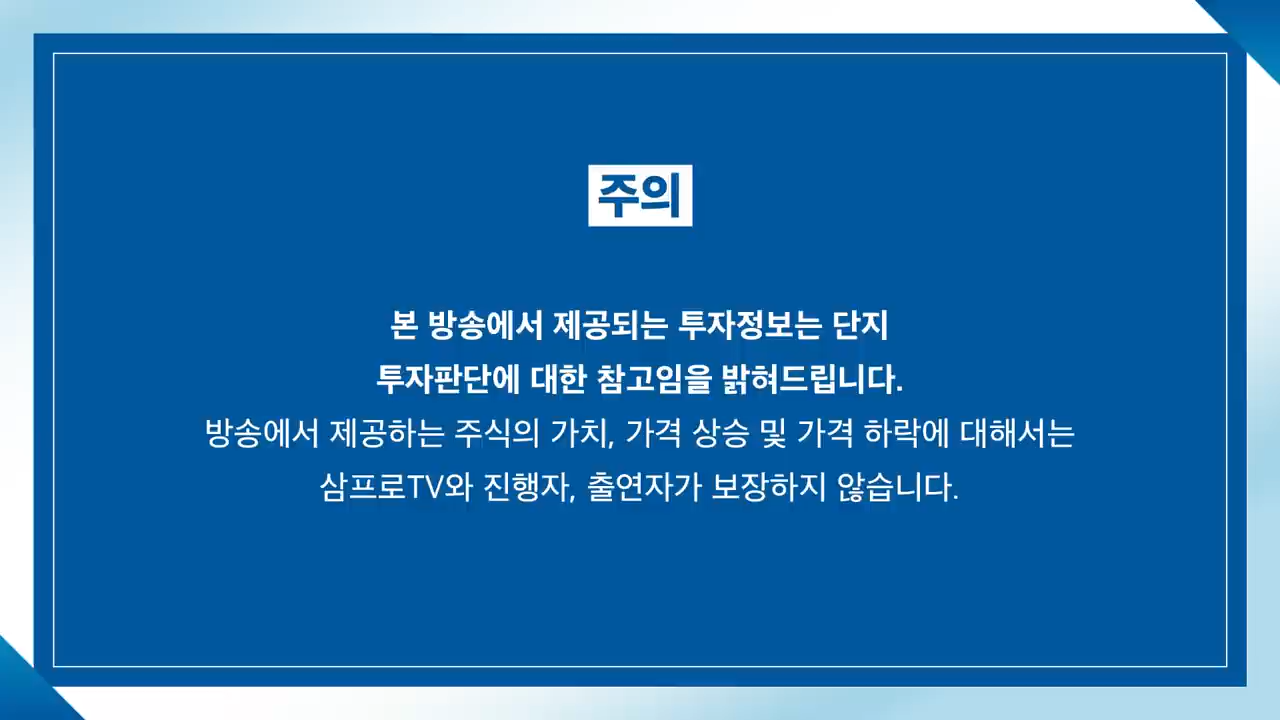 주의
본 방송에서 제공되는 투자정보는 단지
투자판단에 대한 참고임을 밝혀드립니다.
방송에서 제공하는 주식의 가치, 가격 상승 및 가격 하락에 대해서는
삼프로TV와 진행자, 출연자가 보장하지 않습니다.